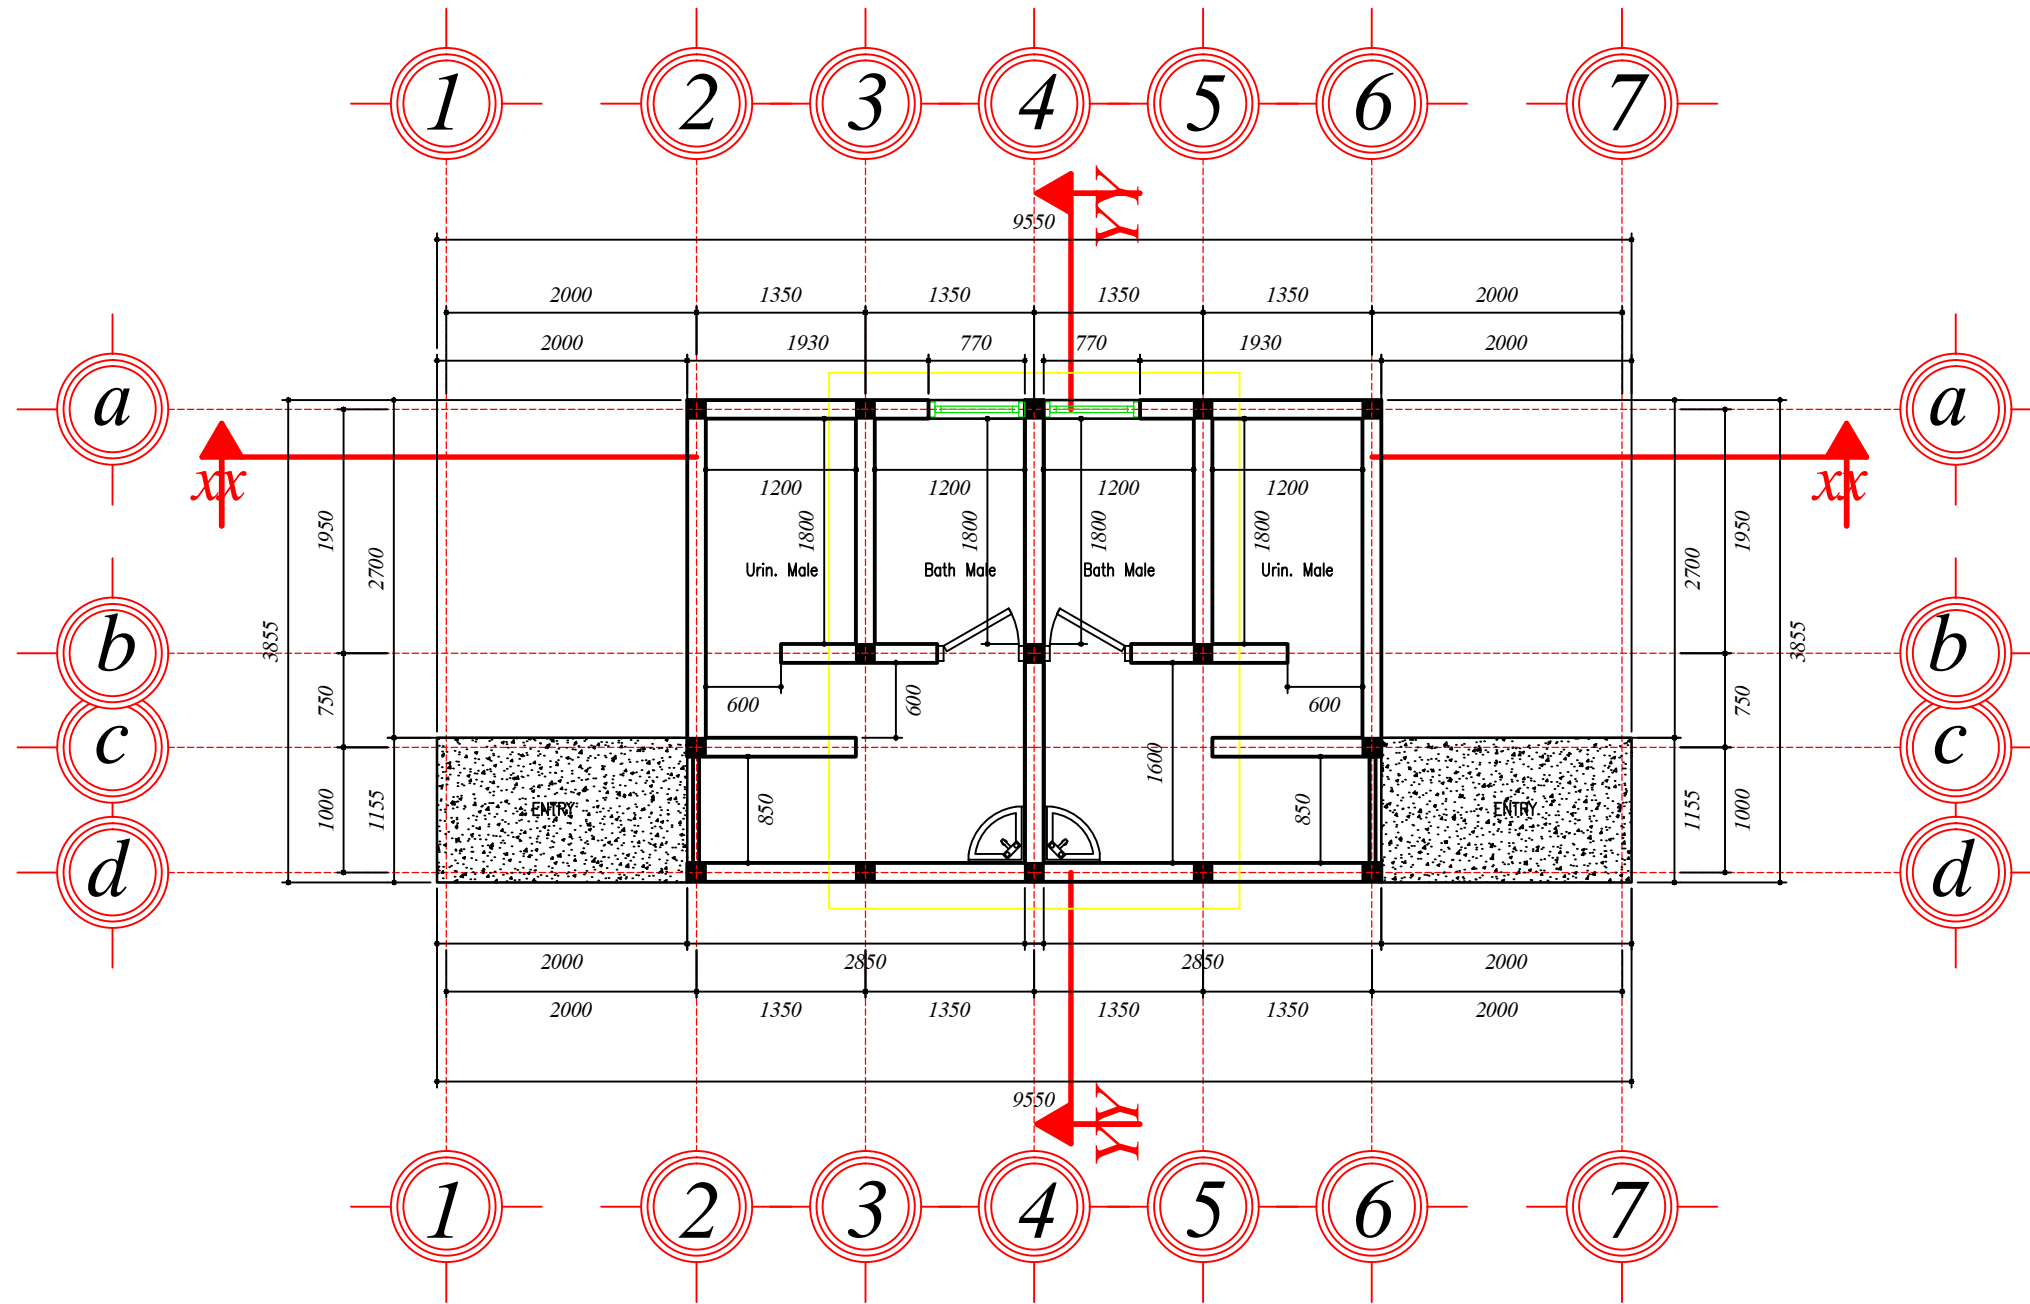 1 2 3 4 5 6 7
YY
9550
2000 1350 1350 1350 1350 2000
2000 1930 770 770 1930 2000
a a
xx xx
1200 1200 1200 1200
1950 2700 1800 1800 1800 1800 2700 1950
Urin. Male Bath Male Bath Male Urin. Male
3855 3855
b b
750 600 600 600 750
c c
1600
1000 1155 ENTRY 850 850 ENTRY 1155 1000
d d
2000 2850 2850 2000
2000 1350 1350 1350 1350 2000
9550
YY
1 2 3 4 5 6 7